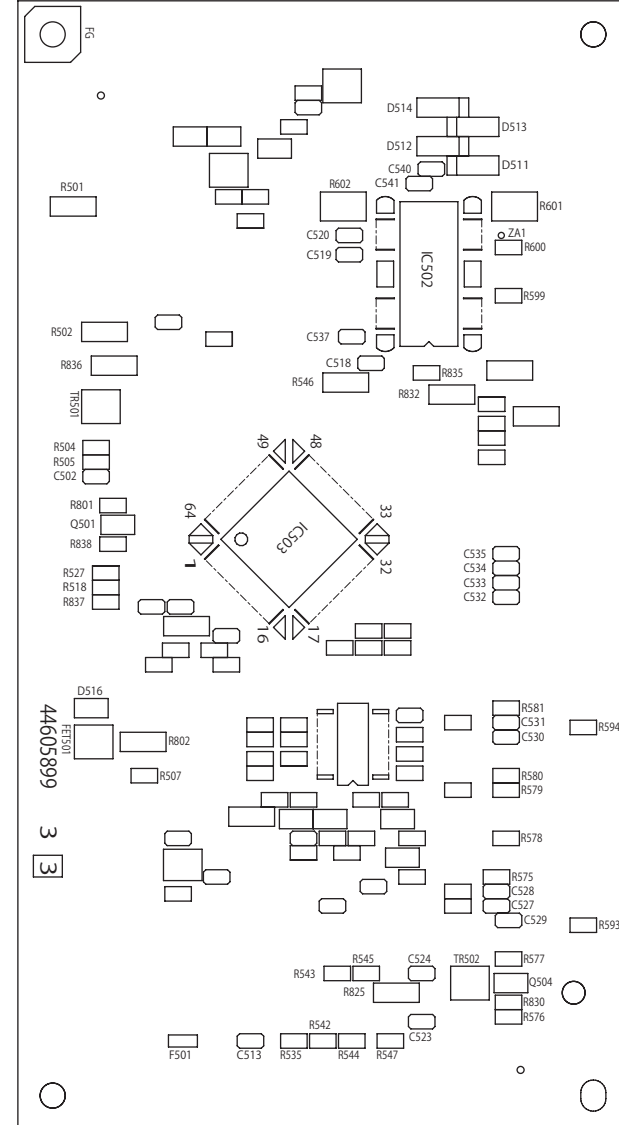 FG
D514
D513
D512
C540
D511
C541
R501
R602
R601
C520
ZA1
R600
C519
IC502
R599
R502
C537
R836
C518
R835
R546
R832
TR501
R504
R505
C502
49
48
R801
64
33
Q501
IC503
R838
C535
1
32
C534
R527
C533
R518
C532
R837
16
17
D516
R581
44605899
FET501
R802
C531
R594
C530
R507
R580
R579
3
R578
3
R575
C528
C527
C529
R593
R577
R543
R545
C524
TR502
Q504
R825
R830
R576
C523
R542
F501
C513
R535
R544
R547